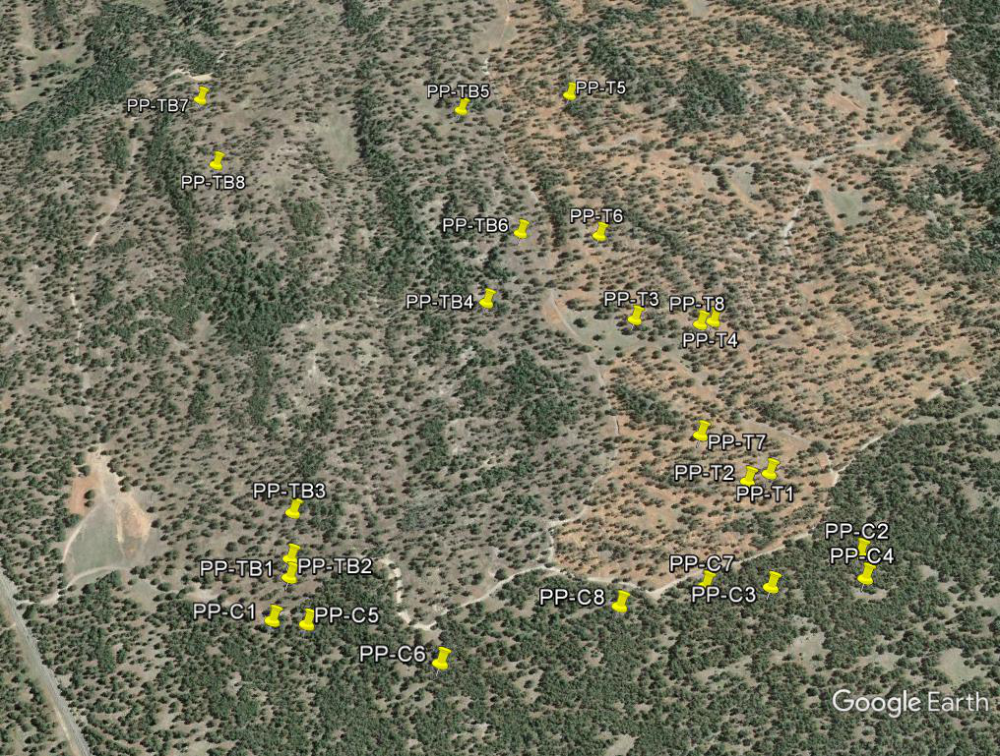 PP-TB5
PP-T5
PP-TB7
PP-TB8
PP-T6
PP-TB6
PP-TB4
PP-T3
PP-T8
PP-T4
PP-T7
PP-T2
PP-T1
PP-TB3
PP-C2
PP-C4
PP-TB1
PP-TB2
PP-C7
PP-C3
PP-C8
PP-C1
PP-C5
PP-C6
Google Earth